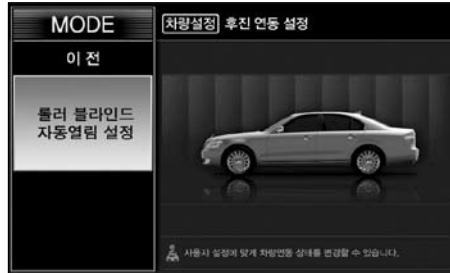 MODE
[차량설정] 후진 연동 설정
이 전
롤러 블라인드
자동열림 설정
사용자 설정에 맞게 차량연동 상태를 변경할 수 있습니다.